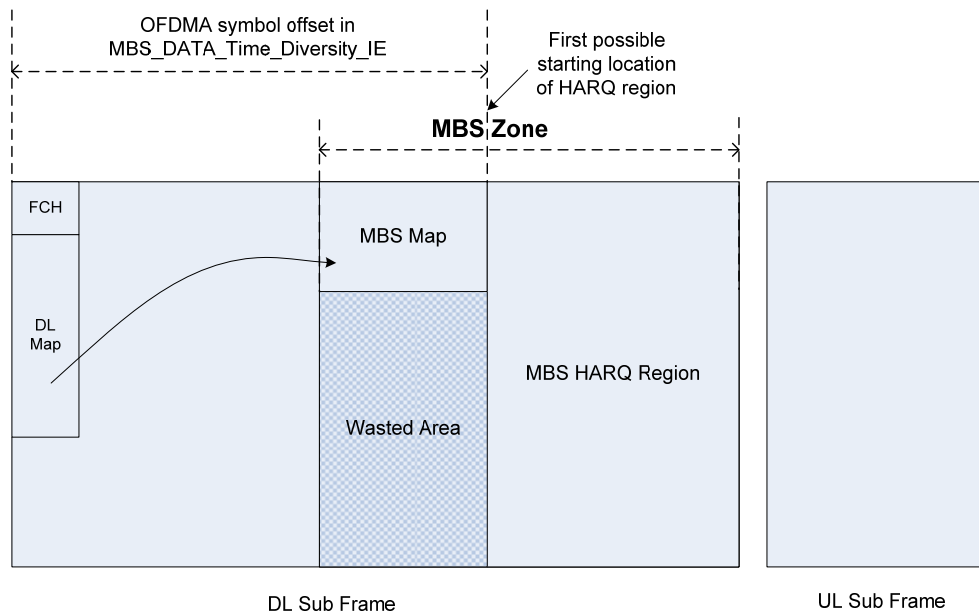 OFDMA symbol offset in
MBS_DATA_Time_Diversity_IE
First possible
starting location
of HARQ region
MBS Zone
FCH
MBS Map
DL
Map
MBS HARQ Region
Wasted Area
DL Sub Frame
UL Sub Frame